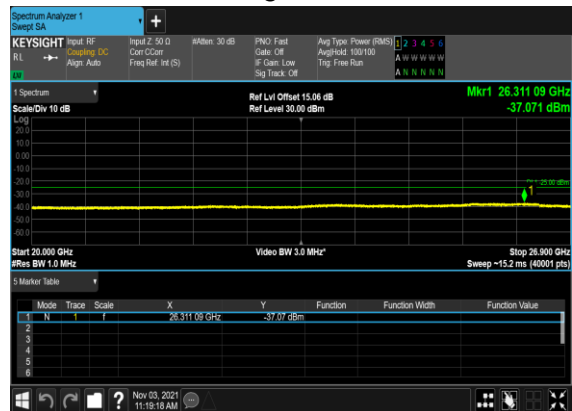 Spectrum Analyzer 1
Swept SA
+
KEYSIGHT Input: RF Input Z: 50 Ω #Atten: 30 dB PNO: Fast Avg Type: Power (RMS) 1 2 3 4 5 6
RL Coupling: DC Corr CCorr Gate: Off Avg|Hold: 100/100 A W W W W W
Align: Auto Freq Ref: Int (S) IF Gain: Low Trig: Free Run
Sig Track: Off A N N N N N
1 Spectrum Ref Lvl Offset 15.06 dB Mkr1 26.311 09 GHz
Scale/Div 10 dB Ref Level 30.00 dBm -37.071 dBm
Log
20.0
10.0
0.00
-10.0
-20.0
-25.00 dBm
1
-30.0
-40.0
-50.0
-60.0
Start 20.000 GHz Video BW 3.0 MHz* Stop 26.900 GHz
#Res BW 1.0 MHz Sweep ~15.2 ms (40001 pts)
5 Marker Table
Mode Trace Scale X Y Function Function Width Function Value
1 N 1 f 26.311 09 GHz -37.07 dBm
2
3
4
5
6
? Nov 03, 2021
11:19:18 AM